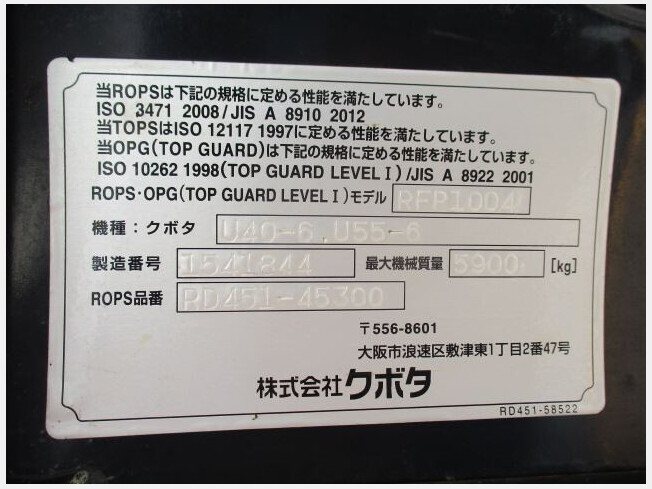 当ROPSは下記の規格に定める性能を満たしています。
ISO 3471 2008/JIS A 8910 2012
当TOPSはISO 12117 1997に定める性能を満たしています。
当OPG(TOP GUARD)は下記の規格に定める性能を満たしています。
ISO 10262 1998(TOP GUARD LEVEL I)/JIS A 8922 2001
ROPS・OPG(TOP GUARD LEVEL I)モデル RFP1004
機種：クボタ U40-6.U55-6
製造番号 1541844 最大機械質量 5900 [kg]
ROPS品番 RD451-45300
〒556-8601
大阪市浪速区敷津東1丁目2番47号
株式会社クボタ
RD451-58522